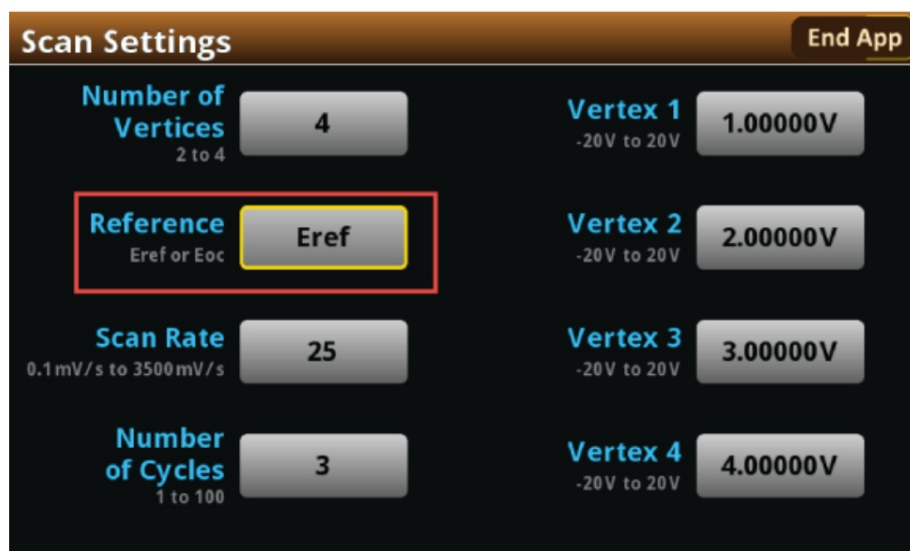 Scan Settings
End App
Number of
Vertices
2 to 4
4
Reference
Eref or Eoc
Eref
Scan Rate
0.1mV/s to 3500mV/s
25
Number
of Cycles
1 to 100
3
Vertex 1
-20V to 20V
1.00000V
Vertex 2
-20V to 20V
2.00000V
Vertex 3
-20V to 20V
3.00000V
Vertex 4
-20V to 20V
4.00000V